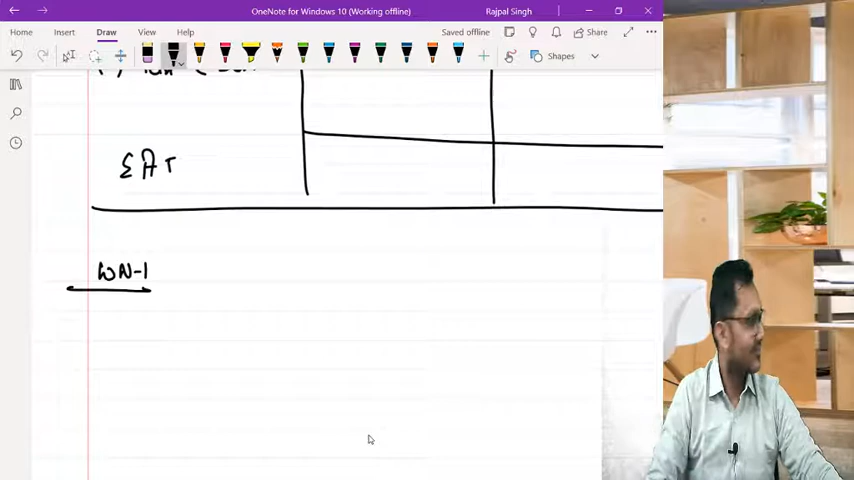 OneNote for Windows 10 (Working offline)
Rajpal Singh
Home Insert Draw View Help
Saved offline
Share
Shapes
EAT
WN-1